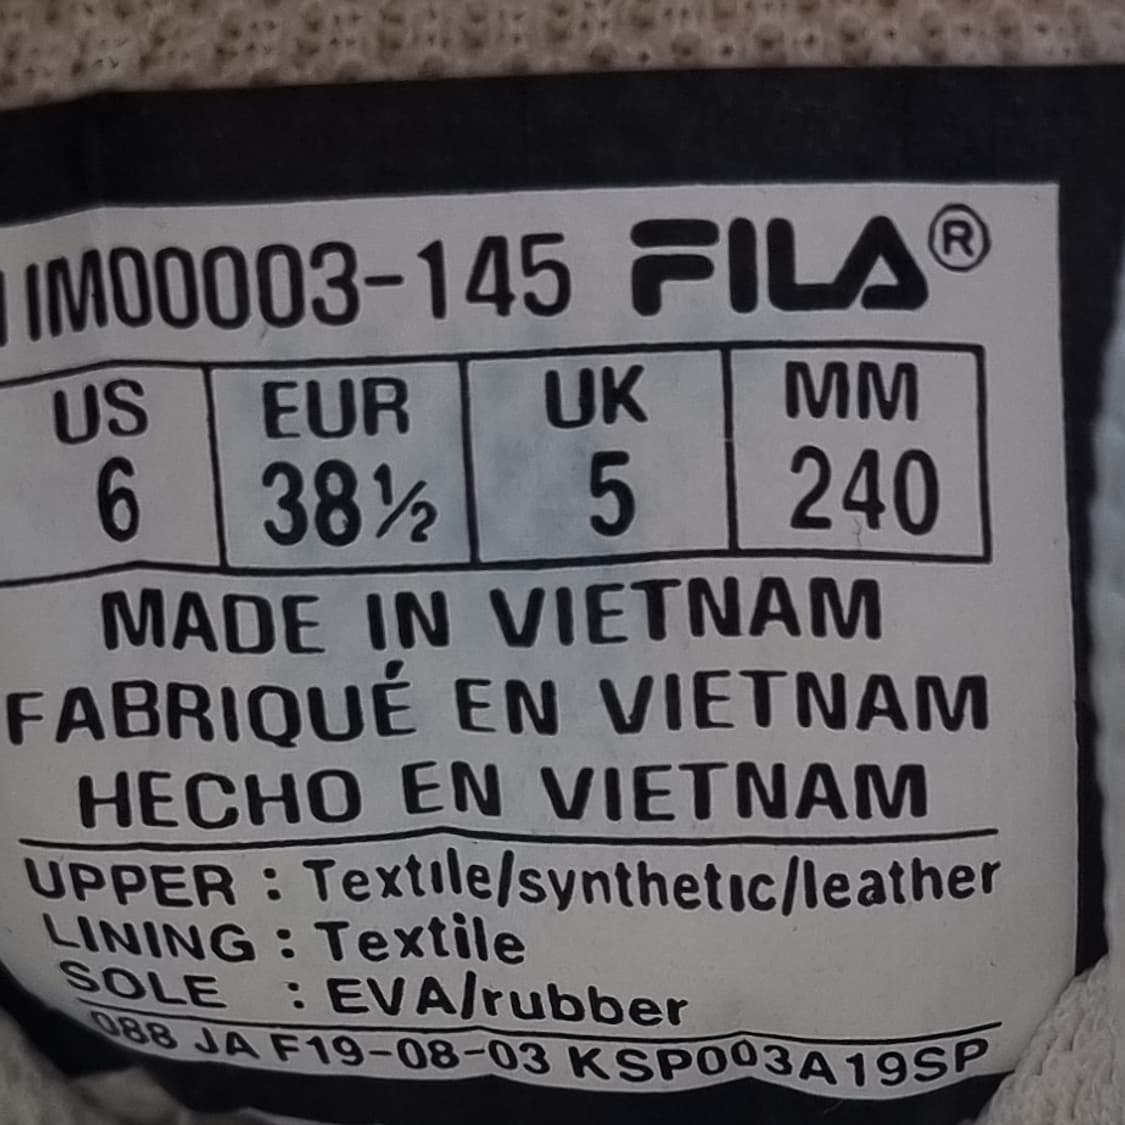 1IM00003-145 FILA®
US EUR UK MM
6 38½ 5 240
MADE IN VIETNAM
FABRIQUÉ EN VIETNAM
HECHO EN VIETNAM
UPPER : Textile/synthetic/leather
LINING : Textile
SOLE : EVA/rubber
088 JA F19-08-03 KSP003A19SP